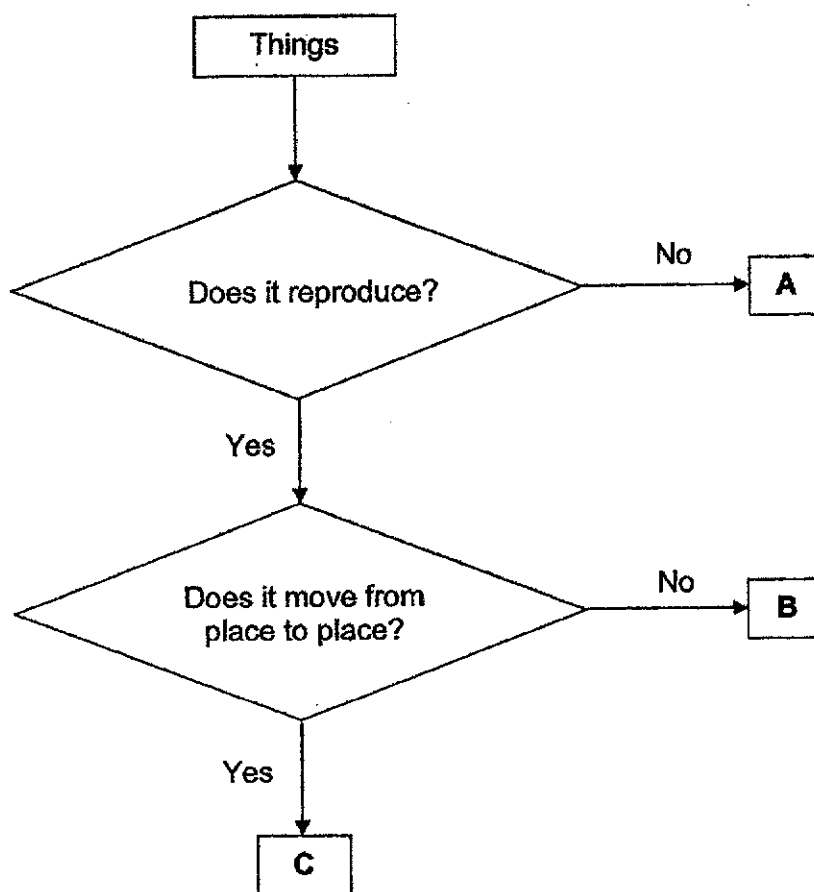 Things
Does it reproduce?
No
A
Yes
Does it move from
place to place?
No
B
Yes
C